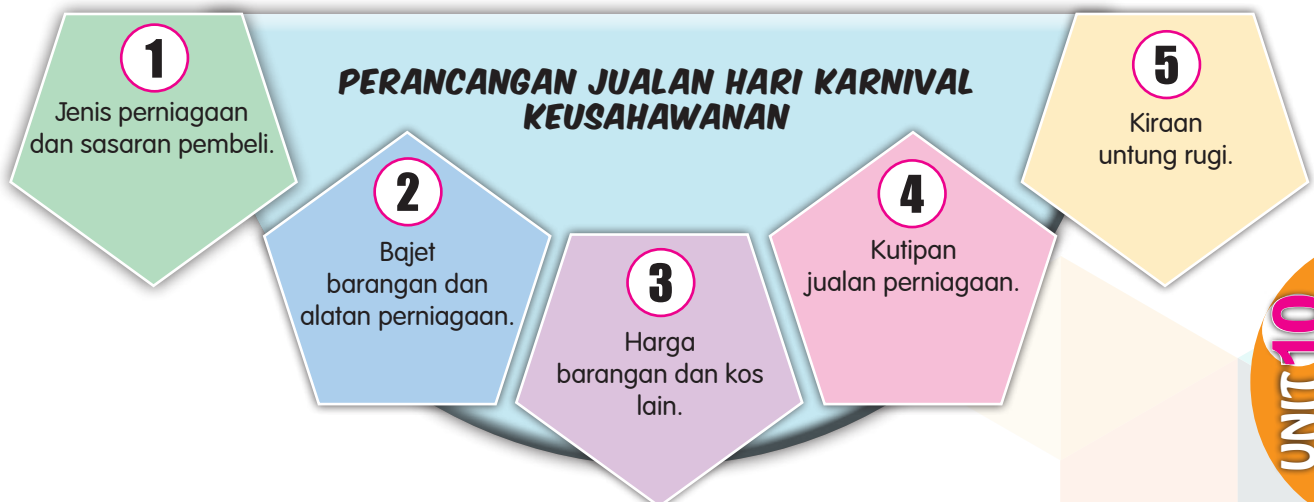 PERANCANGAN JUALAN HARI KARNIVAL
KEUSAHAWANAN
1
Jenis perniagaan
dan sasaran pembeli.
2
Bajet
barangan dan
alatan perniagaan.
3
Harga
barangan dan kos
lain.
4
Kutipan
jualan perniagaan.
5
Kiraan
untung rugi.
UNIT 10